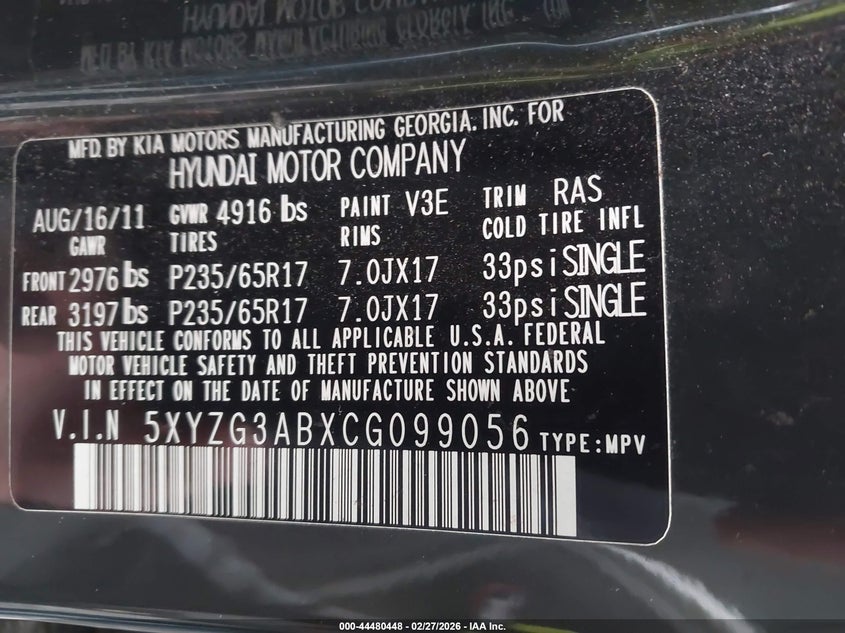 MFD. BY KIA MOTORS MANUFACTURING GEORGIA. INC. FOR
HYUNDAI MOTOR COMPANY
AUG/16/11 GVWR 4916 lbs PAINT V3E TRIM RAS
GAWR TIRES RIMS COLD TIRE INFL
FRONT 2976 lbs P235/65R17 7.0JX17 33psi SINGLE
REAR 3197 lbs P235/65R17 7.0JX17 33psi SINGLE
THIS VEHICLE CONFORMS TO ALL APPLICABLE U.S.A. FEDERAL
MOTOR VEHICLE SAFETY AND THEFT PREVENTION STANDARDS
IN EFFECT ON THE DATE OF MANUFACTURE SHOWN ABOVE
V.I.N 5XYZG3ABXCG099056 TYPE:MPV
000-44480448 - 02/27/2026 - IAA Inc.